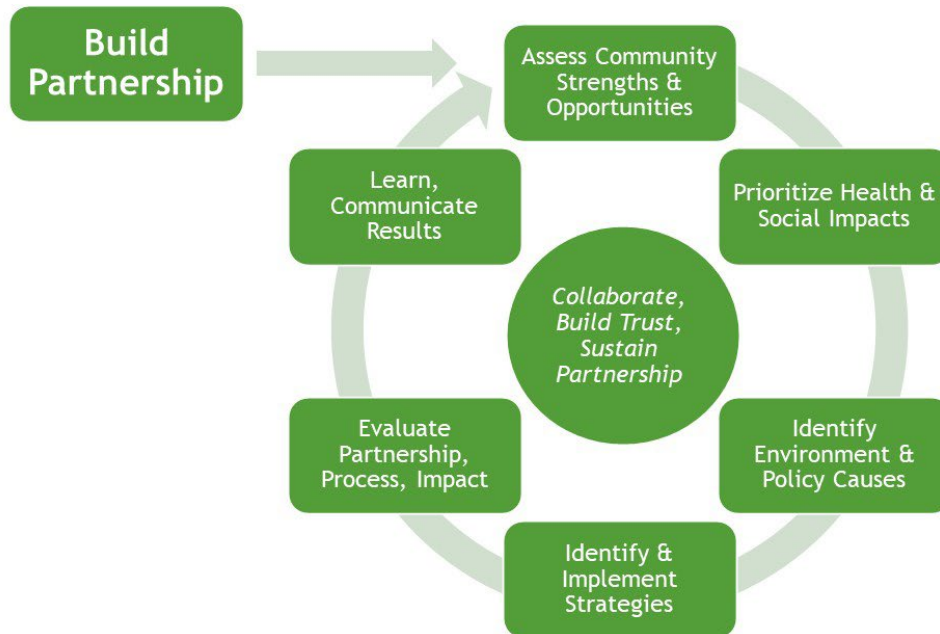 Build
Partnership
Assess Community
Strengths &
Opportunities
Prioritize Health &
Social Impacts
Identify
Environment &
Policy Causes
Identify &
Implement
Strategies
Evaluate
Partnership,
Process, Impact
Learn,
Communicate
Results
Collaborate,
Build Trust,
Sustain
Partnership